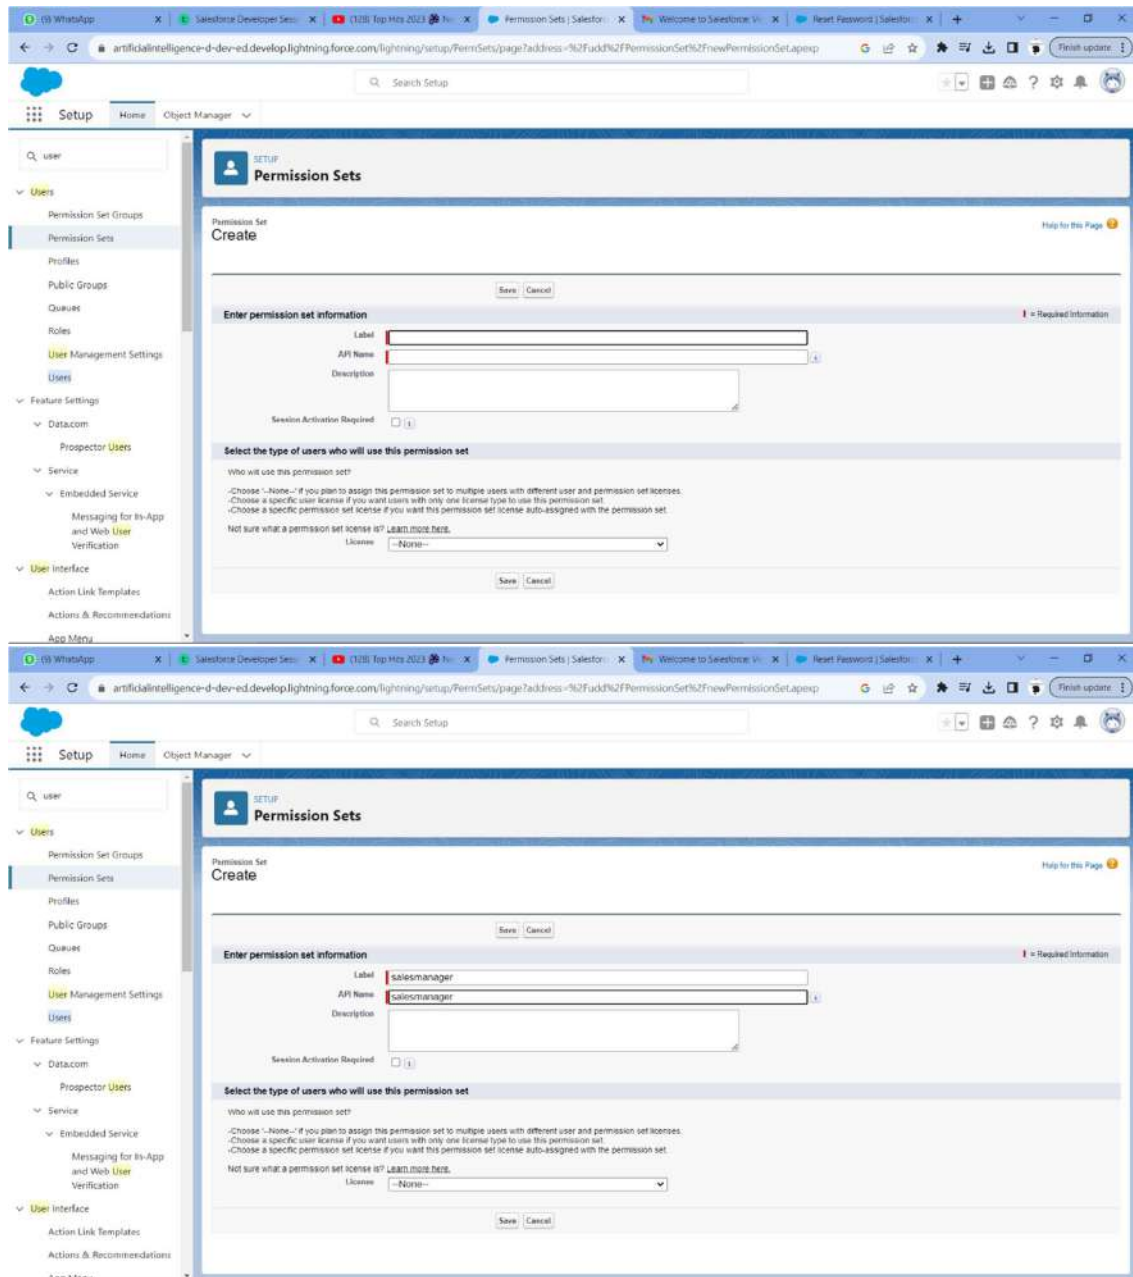 (9) WhatsApp
Salesforce Developer Sess
(128) Top Hits 2023
Permission Sets | Salesfor
Welcome to Salesforce: V
Reset Password | Salesfor
artificialintelligence-d-dev-ed.develop.lightning.force.com/lightning/setup/PermSets/page?address=%2Fudd%2FPermissionSet%2FnewPermissionSet.apexp
Finish update
Search Setup
Setup Home Object Manager
user
SETUP
Permission Sets
Users
Permission Set Groups
Permission Sets
Profiles
Public Groups
Queues
Roles
User Management Settings
Users
Feature Settings
Data.com
Prospector Users
Service
Embedded Service
Messaging for In-App
and Web User
Verification
User Interface
Action Link Templates
Actions & Recommendations
App Menu
Permission Set
Create
Help for this Page
Save Cancel
Enter permission set information
= Required Information
Label
API Name
Description
Session Activation Required
Select the type of users who will use this permission set
Who will use this permission set?
-Choose '--None--' if you plan to assign this permission set to multiple users with different user and permission set licenses.
-Choose a specific user license if you want users with only one license type to use this permission set.
-Choose a specific permission set license if you want this permission set license auto-assigned with the permission set.
Not sure what a permission set license is? Learn more here.
License --None--
Save Cancel
(9) WhatsApp
Salesforce Developer Sess
(128) Top Hits 2023
Permission Sets | Salesfor
Welcome to Salesforce: V
Reset Password | Salesfor
artificialintelligence-d-dev-ed.develop.lightning.force.com/lightning/setup/PermSets/page?address=%2Fudd%2FPermissionSet%2FnewPermissionSet.apexp
Finish update
Search Setup
Setup Home Object Manager
user
SETUP
Permission Sets
Users
Permission Set Groups
Permission Sets
Profiles
Public Groups
Queues
Roles
User Management Settings
Users
Feature Settings
Data.com
Prospector Users
Service
Embedded Service
Messaging for In-App
and Web User
Verification
User Interface
Action Link Templates
Actions & Recommendations
App Menu
Permission Set
Create
Help for this Page
Save Cancel
Enter permission set information
= Required Information
Label salesmanager
API Name salesmanager
Description
Session Activation Required
Select the type of users who will use this permission set
Who will use this permission set?
-Choose '--None--' if you plan to assign this permission set to multiple users with different user and permission set licenses.
-Choose a specific user license if you want users with only one license type to use this permission set.
-Choose a specific permission set license if you want this permission set license auto-assigned with the permission set.
Not sure what a permission set license is? Learn more here.
License --None--
Save Cancel